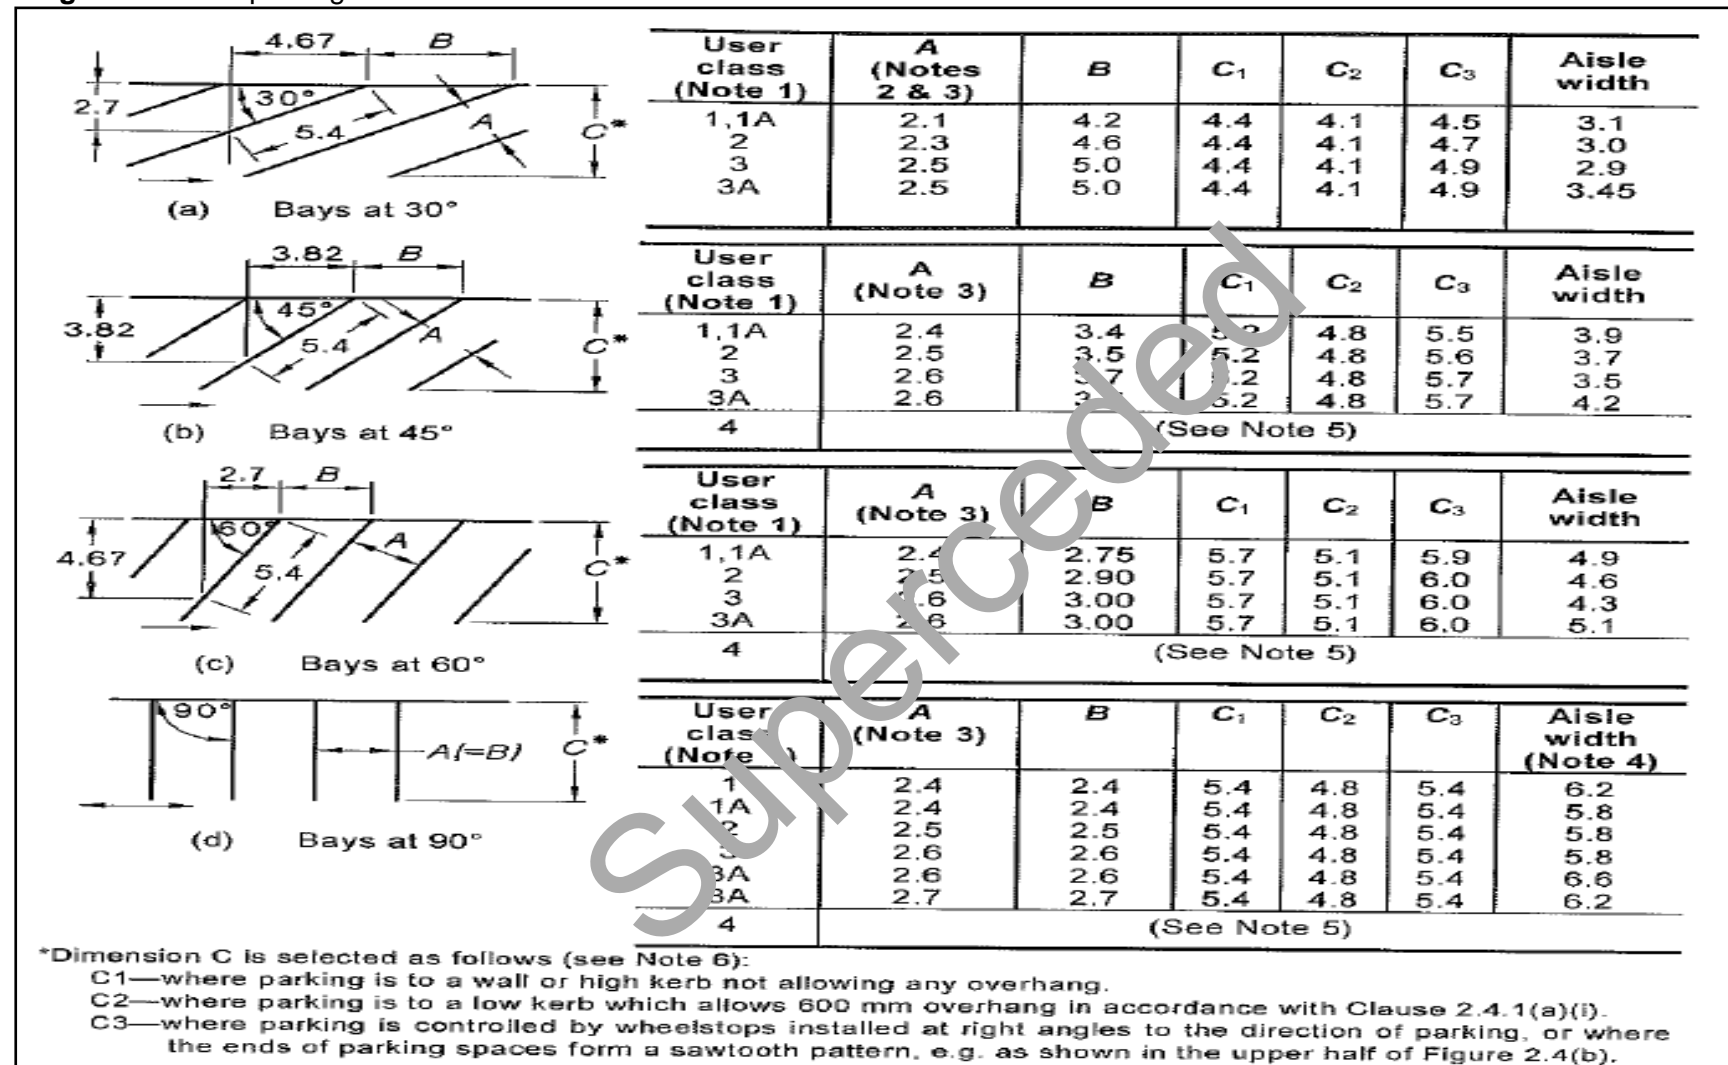 4.67 B
2.7
30°
5.4
A
C*
(a) Bays at 30°
User class (Note 1) A (Notes 2 & 3) B C1 C2 C3 Aisle width
1,1A 2.1 4.2 4.4 4.1 4.5 3.1
2 2.3 4.6 4.4 4.1 4.7 3.0
3 2.5 5.0 4.4 4.1 4.9 2.9
3A 2.5 5.0 4.4 4.1 4.9 3.45
3.82 B
3.82
45°
5.4
A
C*
(b) Bays at 45°
User class (Note 1) A (Note 3) B C1 C2 C3 Aisle width
1,1A 2.4 3.4 5.2 4.8 5.5 3.9
2 2.5 3.5 5.2 4.8 5.6 3.7
3 2.6 5.2 4.8 5.7 3.5
3A 2.6 5.2 4.8 5.7 4.2
4 (See Note 5)
2.7 B
4.67
60°
5.4
A
C*
(c) Bays at 60°
User class (Note 1) A (Note 3) B C1 C2 C3 Aisle width
1,1A 2.4 2.75 5.7 5.1 5.9 4.9
2 2.5 2.90 5.7 5.1 6.0 4.6
3 2.6 3.00 5.7 5.1 6.0 4.3
3A 2.6 3.00 5.7 5.1 6.0 5.1
4 (See Note 5)
90°
A(=B)
C*
(d) Bays at 90°
User class (Note A (Note 3) B C1 C2 C3 Aisle width (Note 4)
1 2.4 2.4 5.4 4.8 5.4 6.2
1A 2.4 2.4 5.4 4.8 5.4 5.8
2 2.5 2.5 5.4 4.8 5.4 5.8
3 2.6 2.6 5.4 4.8 5.4 5.8
3A 2.6 2.6 5.4 4.8 5.4 6.6
3A 2.7 2.7 5.4 4.8 5.4 6.2
4 (See Note 5)
Superceded
*Dimension C is selected as follows (see Note 6):
C1—where parking is to a wall or high kerb not allowing any overhang.
C2—where parking is to a low kerb which allows 600 mm overhang in accordance with Clause 2.4.1(a)(i).
C3—where parking is controlled by wheelstops installed at right angles to the direction of parking, or where
the ends of parking spaces form a sawtooth pattern, e.g. as shown in the upper half of Figure 2.4(b).